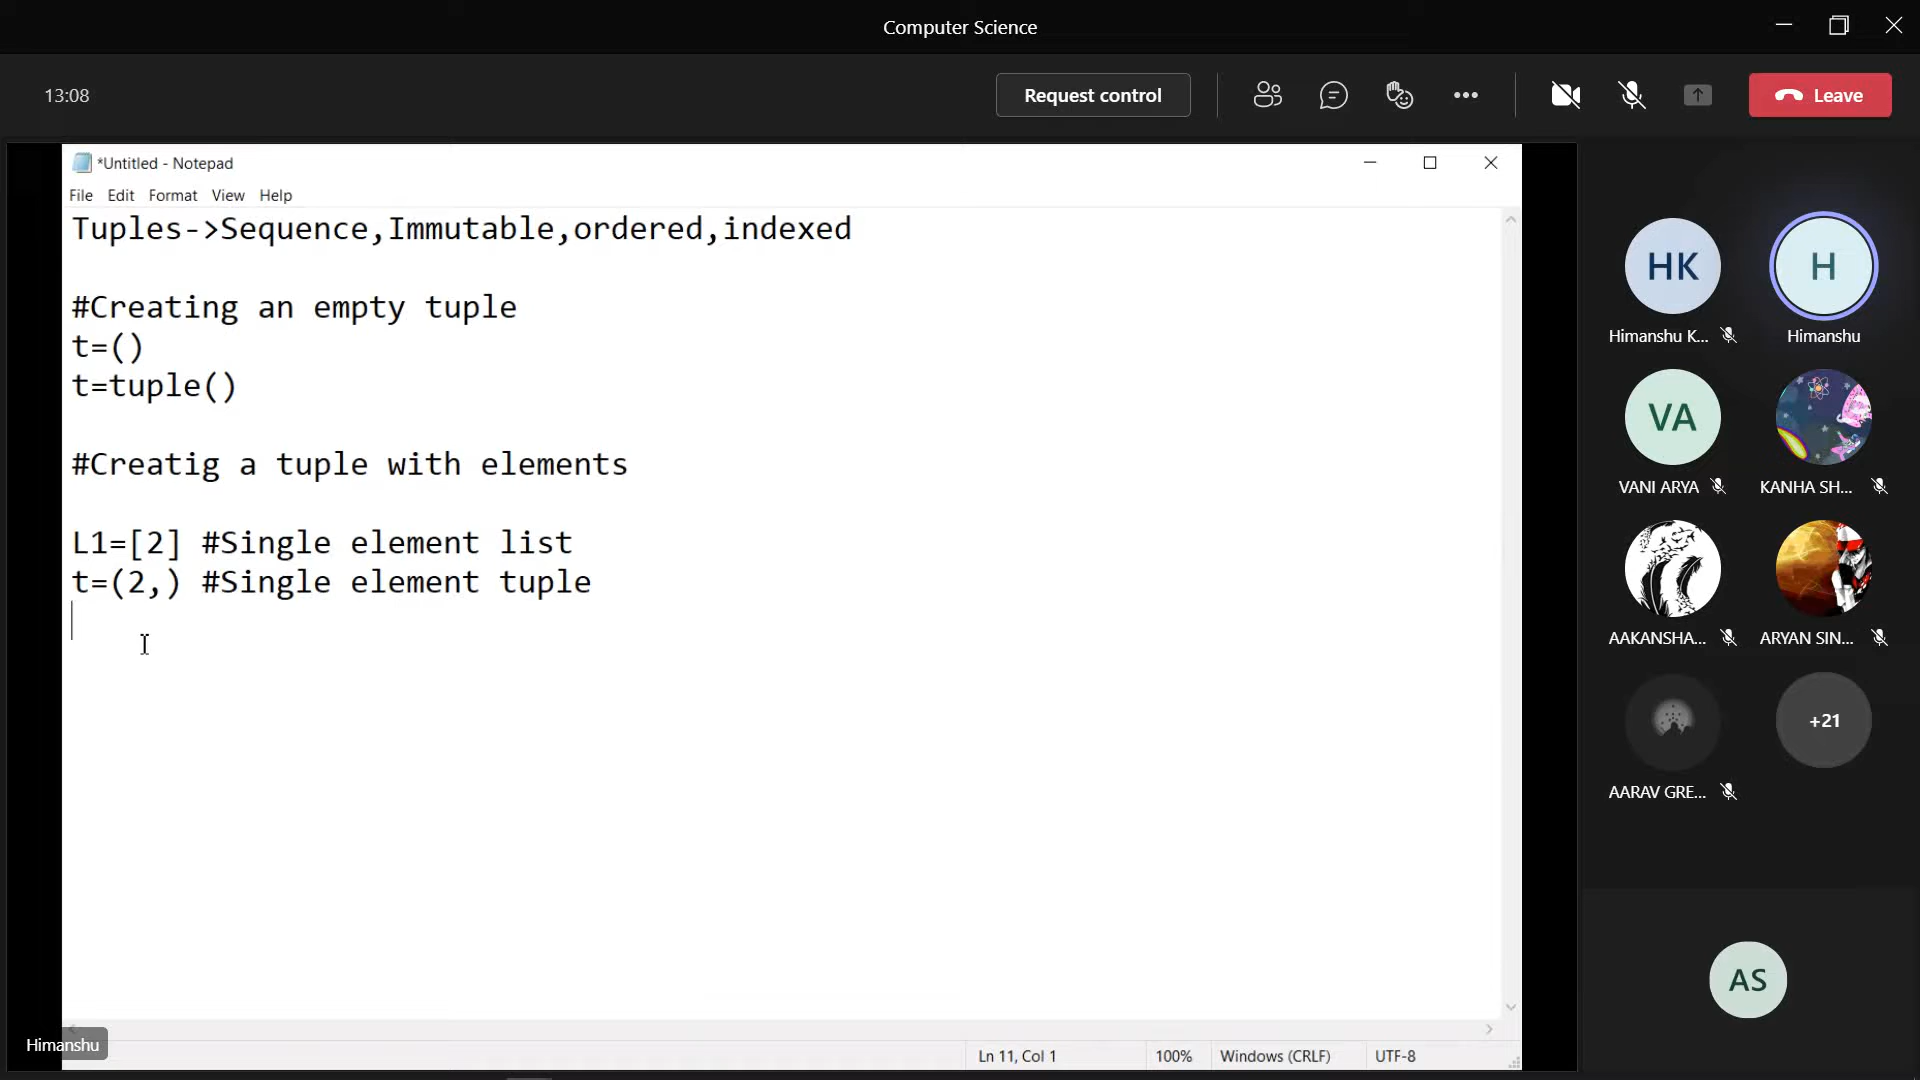 Computer Science
13:08
Request control
Leave
*Untitled - Notepad
File Edit Format View Help
Tuples->Sequence,Immutable,ordered,indexed
#Creating an empty tuple
t=()
t=tuple()
#Creatig a tuple with elements
L1=[2] #Single element list
t=(2,) #Single element tuple
Ln 11, Col 1
100%
Windows (CRLF)
UTF-8
Himanshu
HK
Himanshu K...
H
Himanshu
VA
VANI ARYA
KANHA SH...
AAKANSHA...
ARYAN SIN...
AARAV GRE...
+21
AS